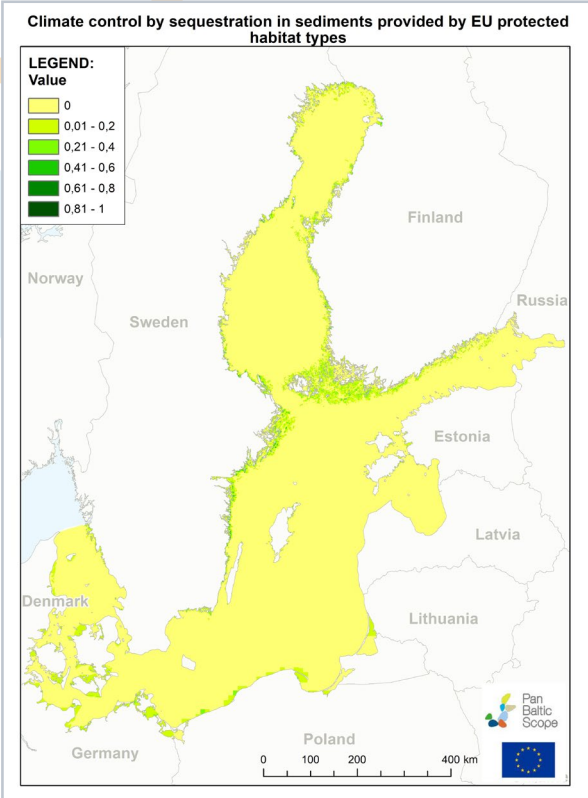 Climate control by sequestration in sediments provided by EU protected
habitat types
LEGEND:
Value
0
0,01 - 0,2
0,21 - 0,4
0,41 - 0,6
0,61 - 0,8
0,81 - 1
Finland
Norway
Russia
Sweden
Estonia
Latvia
Denmark
Lithuania
Poland
Germany
0 100 200 400 km
Pan
Baltic
Scope